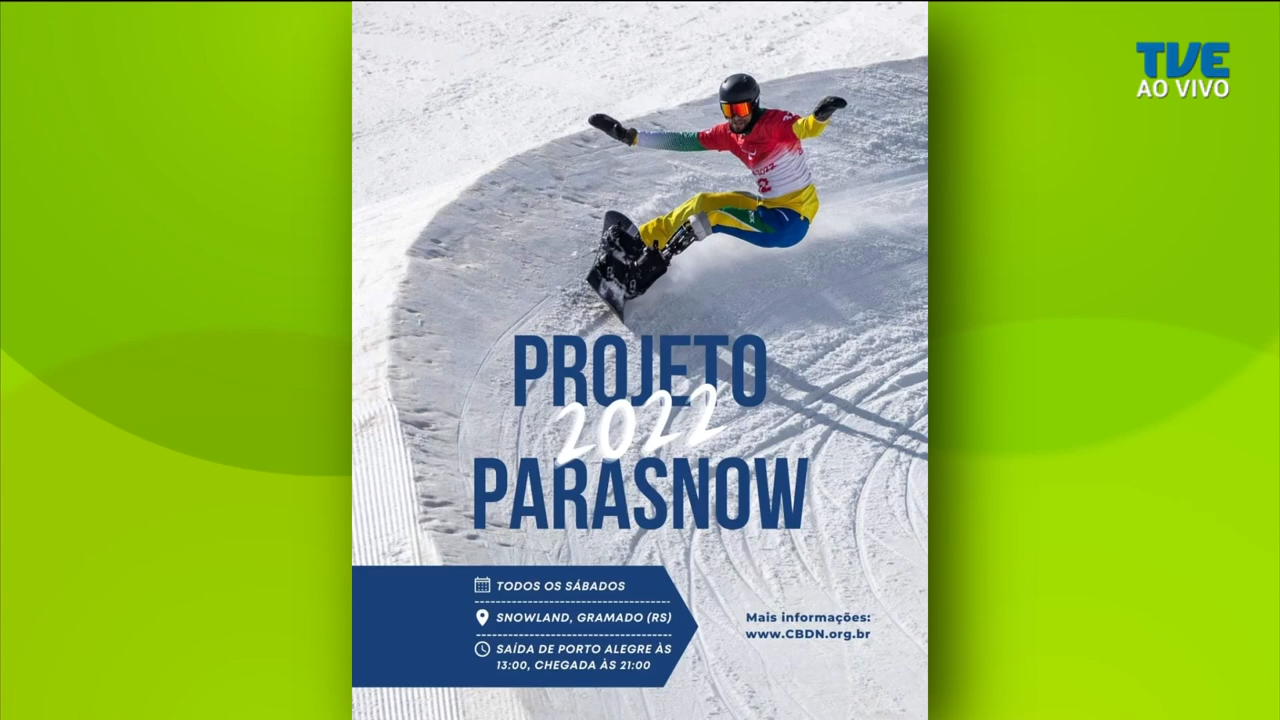 TVE
AO VIVO
PROJETO
2022
PARASNOW
TODOS OS SÁBADOS
SNOWLAND, GRAMADO (RS)
SAÍDA DE PORTO ALEGRE ÀS
13:00, CHEGADA ÀS 21:00
Mais informações:
www.CBDN.org.br